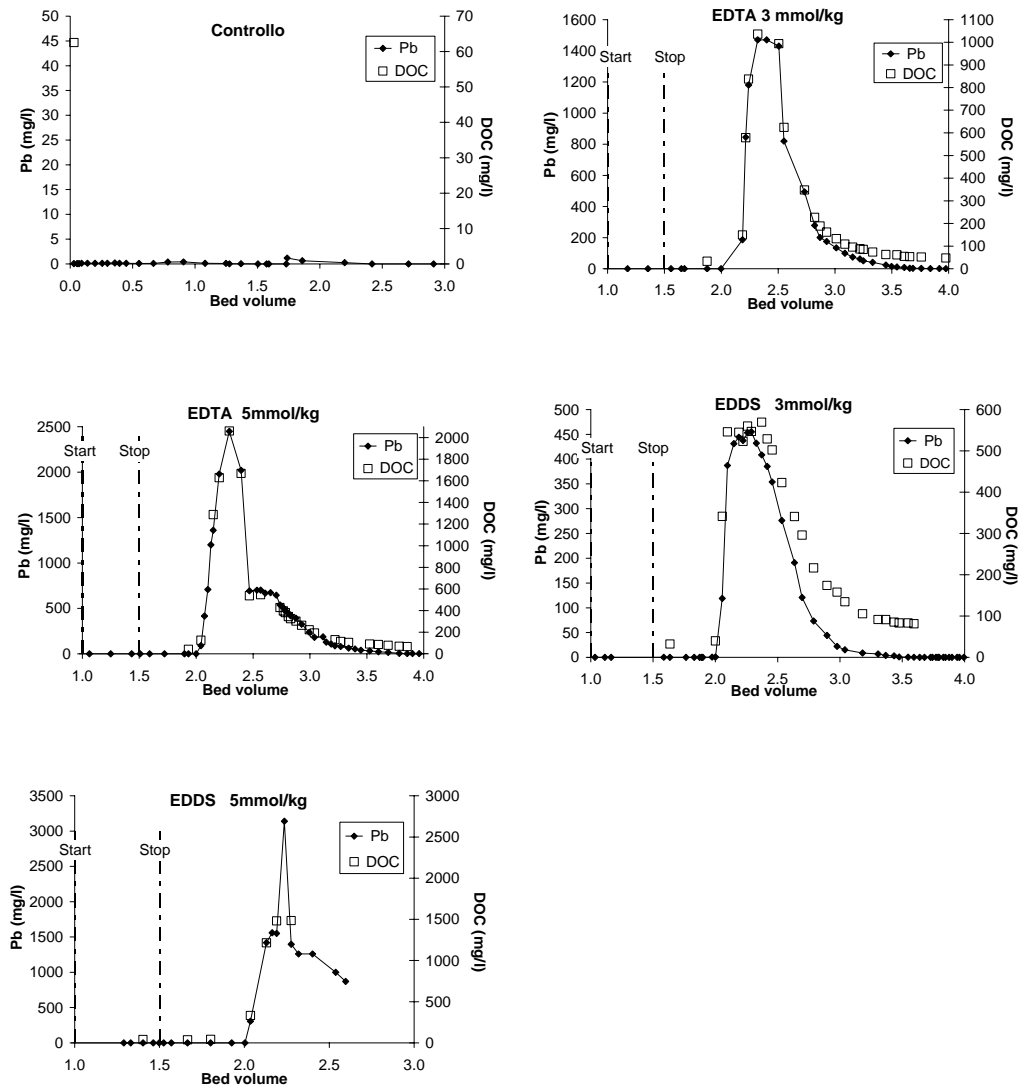 Controllo
Pb (mg/l)
50
45
40
35
30
25
20
15
10
5
0
70
60
50
40
30
20
10
0
DOC (mg/l)
Pb
DOC
0.0 0.5 1.0 1.5 2.0 2.5 3.0
Bed volume
EDTA 3 mmol/kg
Pb (mg/l)
1600
1400
1200
1000
800
600
400
200
0
1100
1000
900
800
700
600
500
400
300
200
100
0
DOC (mg/l)
Start Stop
Pb
DOC
1.0 1.5 2.0 2.5 3.0 3.5 4.0
Bed volume
EDTA 5mmol/kg
Pb (mg/l)
2500
2000
1500
1000
500
0
2000
1800
1600
1400
1200
1000
800
600
400
200
0
DOC (mg/l)
Start Stop
Pb
DOC
1.0 1.5 2.0 2.5 3.0 3.5 4.0
Bed volume
EDDS 3mmol/kg
Pb (mg/l)
500
450
400
350
300
250
200
150
100
50
0
600
500
400
300
200
100
0
DOC (mg/l)
Start Stop
Pb
DOC
1.0 1.5 2.0 2.5 3.0 3.5 4.0
Bed volume
EDDS 5mmol/kg
Pb (mg/l)
3500
3000
2500
2000
1500
1000
500
0
3000
2500
2000
1500
1000
500
0
DOC (mg/l)
Start Stop
Pb
DOC
1.0 1.5 2.0 2.5 3.0
Bed volume